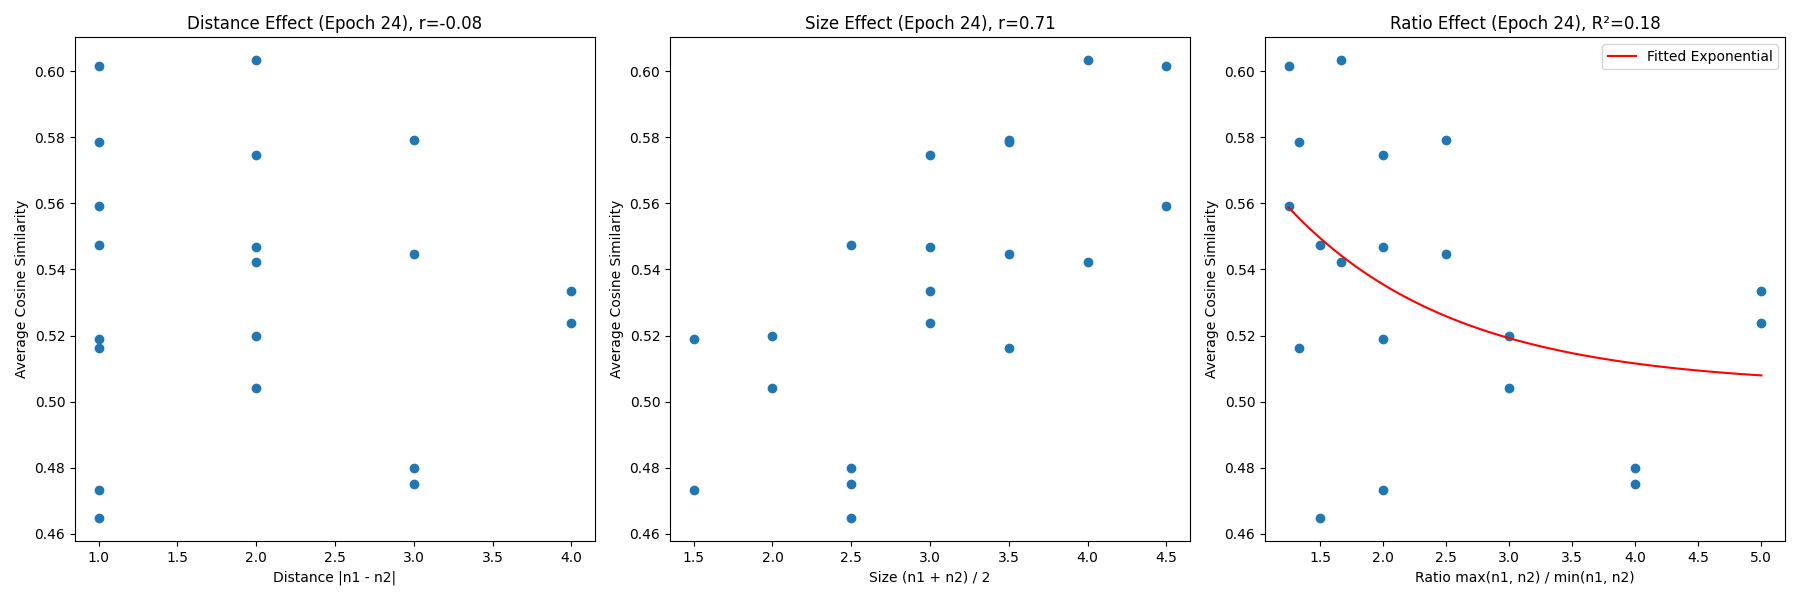 Distance Effect (Epoch 24), r=-0.08
0.60
0.58
0.56
0.54
0.52
0.50
0.48
0.46
Average Cosine Similarity
1.0 1.5 2.0 2.5 3.0 3.5 4.0
Distance |n1 - n2|
Size Effect (Epoch 24), r=0.71
0.60
0.58
0.56
0.54
0.52
0.50
0.48
0.46
Average Cosine Similarity
1.5 2.0 2.5 3.0 3.5 4.0 4.5
Size (n1 + n2) / 2
Ratio Effect (Epoch 24), R²=0.18
Fitted Exponential
0.60
0.58
0.56
0.54
0.52
0.50
0.48
0.46
Average Cosine Similarity
1.5 2.0 2.5 3.0 3.5 4.0 4.5 5.0
Ratio max(n1, n2) / min(n1, n2)